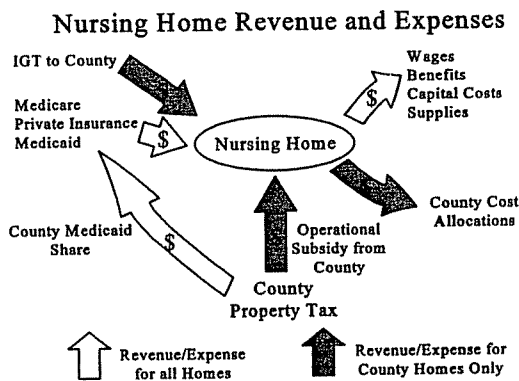 Nursing Home Revenue and Expenses
IGT to County
Medicare
Private Insurance
Medicaid
$
Nursing Home
$
Wages
Benefits
Capital Costs
Supplies
County Cost
Allocations
County Medicaid
Share
$
Operational
Subsidy from
County
County
Property Tax
Revenue/Expense
for all Homes
Revenue/Expense for
County Homes Only